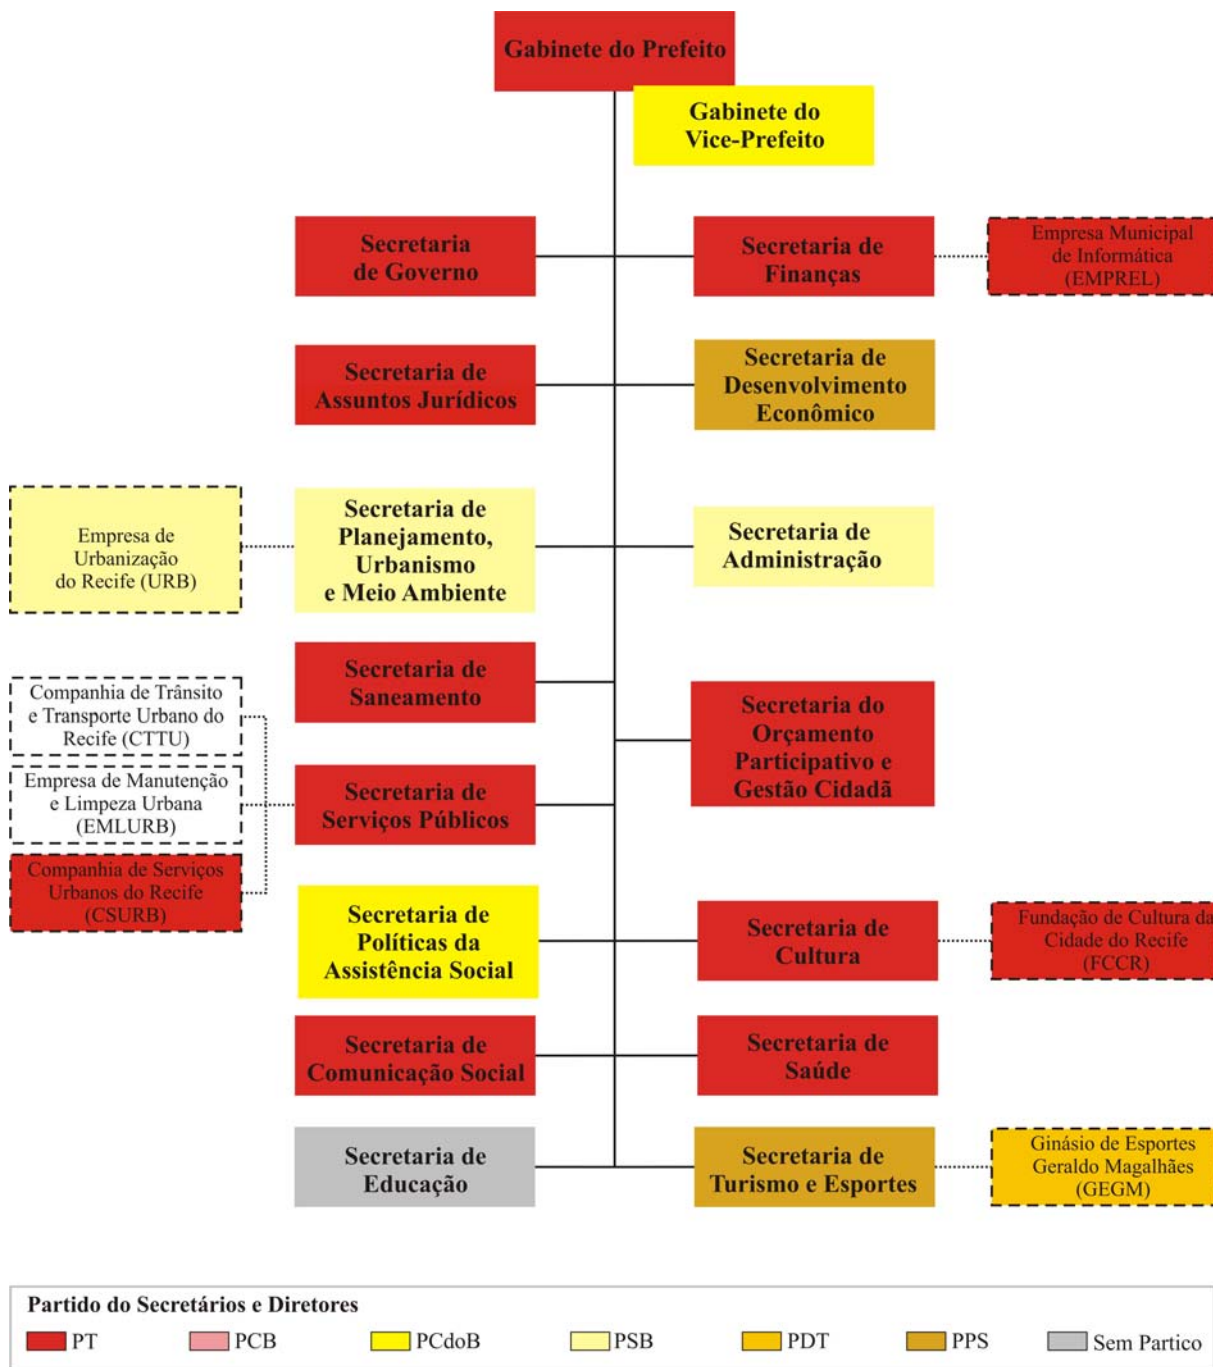 Gabinete do Prefeito
Gabinete do
Vice-Prefeito
Secretaria
de Governo
Secretaria de
Finanças
Empresa Municipal
de Informática
(EMPREL)
Secretaria de
Assuntos Jurídicos
Secretaria de
Desenvolvimento
Econômico
Empresa de
Urbanização
do Recife (URB)
Secretaria de
Planejamento,
Urbanismo
e Meio Ambiente
Secretaria de
Administração
Secretaria de
Saneamento
Companhia de Trânsito
e Transporte Urbano do
Recife (CTTU)
Secretaria do
Orçamento
Participativo e
Gestão Cidadã
Empresa de Manutenção
e Limpeza Urbana
(EMLURB)
Secretaria de
Serviços Públicos
Companhia de Serviços
Urbanos do Recife
(CSURB)
Secretaria de
Políticas da
Assistência Social
Secretaria de
Cultura
Fundação de Cultura da
Cidade do Recife
(FCCR)
Secretaria de
Comunicação Social
Secretaria de
Saúde
Secretaria de
Educação
Secretaria de
Turismo e Esportes
Ginásio de Esportes
Geraldo Magalhães
(GEGM)
Partido do Secretários e Diretores
PT PCB PCdoB PSB PDT PPS Sem Partico